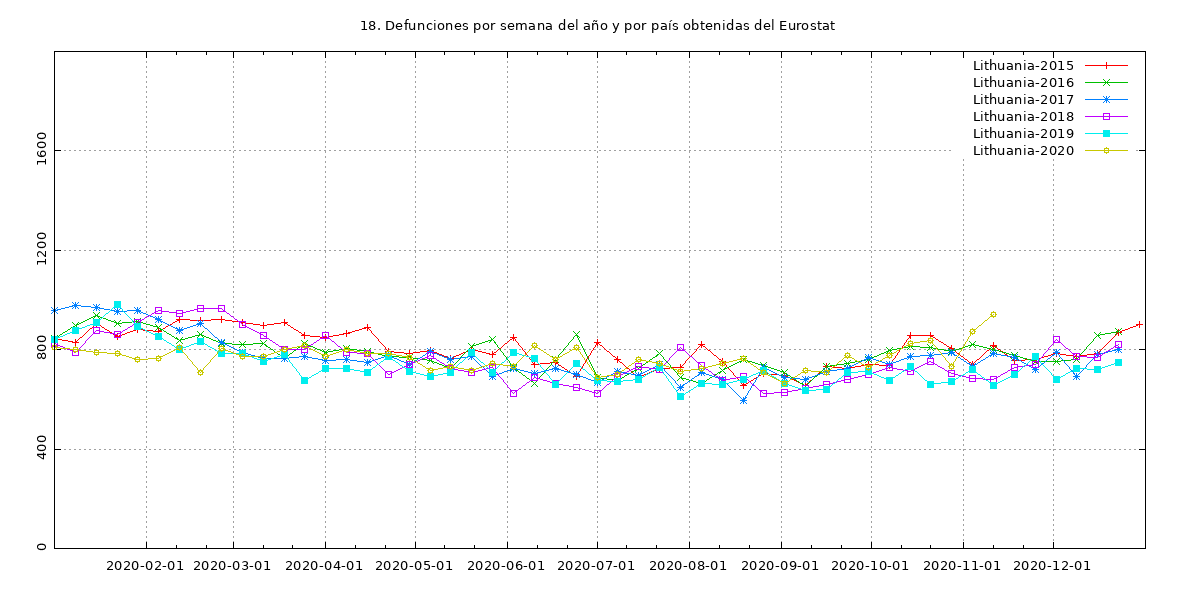 18. Defunciones por semana del año y por país obtenidas del Eurostat
Lithuania-2015
Lithuania-2016
Lithuania-2017
Lithuania-2018
Lithuania-2019
Lithuania-2020
1600
1200
800
400
0
2020-02-01 2020-03-01 2020-04-01 2020-05-01 2020-06-01 2020-07-01 2020-08-01 2020-09-01 2020-10-01 2020-11-01 2020-12-01